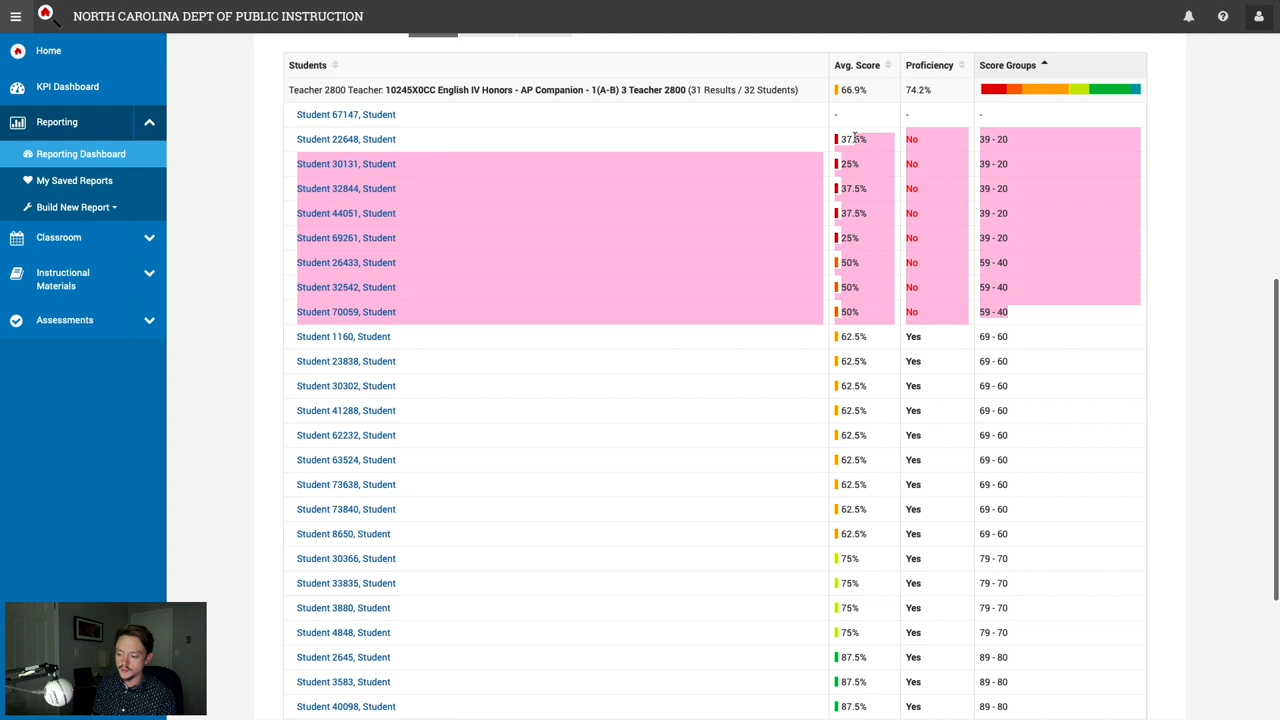 NORTH CAROLINA DEPT OF PUBLIC INSTRUCTION
Home
KPI Dashboard
Reporting
Reporting Dashboard
My Saved Reports
Build New Report
Classroom
Instructional
Materials
Assessments
Students Avg. Score Proficiency Score Groups
Teacher 2800 Teacher: 10245X0CC English IV Honors - AP Companion - 1(A-B) 3 Teacher 2800 (31 Results / 32 Students) 66.9% 74.2%
Student 67147, Student - - -
Student 22648, Student 37.5% No 39 - 20
Student 30131, Student 25% No 39 - 20
Student 32844, Student 37.5% No 39 - 20
Student 44051, Student 37.5% No 39 - 20
Student 69261, Student 25% No 39 - 20
Student 26433, Student 50% No 59 - 40
Student 32542, Student 50% No 59 - 40
Student 70059, Student 50% No 59 - 40
Student 1160, Student 62.5% Yes 69 - 60
Student 23838, Student 62.5% Yes 69 - 60
Student 30302, Student 62.5% Yes 69 - 60
Student 41288, Student 62.5% Yes 69 - 60
Student 62232, Student 62.5% Yes 69 - 60
Student 63524, Student 62.5% Yes 69 - 60
Student 73638, Student 62.5% Yes 69 - 60
Student 73840, Student 62.5% Yes 69 - 60
Student 8650, Student 62.5% Yes 69 - 60
Student 30366, Student 75% Yes 79 - 70
Student 33835, Student 75% Yes 79 - 70
Student 3880, Student 75% Yes 79 - 70
Student 4848, Student 75% Yes 79 - 70
Student 2645, Student 87.5% Yes 89 - 80
Student 3583, Student 87.5% Yes 89 - 80
Student 40098, Student 87.5% Yes 89 - 80